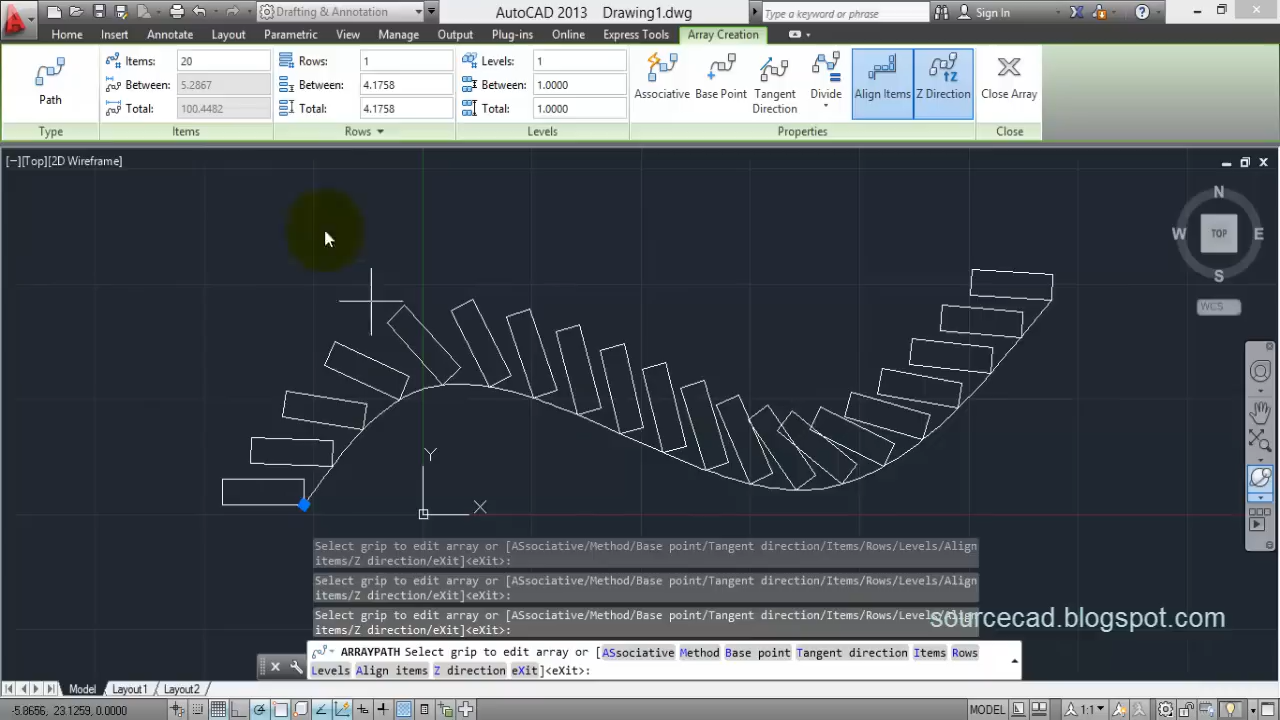 Drafting & Annotation
AutoCAD 2013 Drawing1.dwg
Type a keyword or phrase
Sign In
Home Insert Annotate Layout Parametric View Manage Output Plug-ins Online Express Tools Array Creation
Items: 20 Rows: 1 Levels: 1
Between: 5.2867 Between: 4.1758 Between: 1.0000
Total: 100.4482 Total: 4.1758 Total: 1.0000
Path
Associative Base Point Tangent Direction Divide Align Items Z Direction Close Array
Type Items Rows Levels Properties Close
[−][Top][2D Wireframe]
N
W TOP E
S
WCS
Y
X
Select grip to edit array or [ASsociative/Method/Base point/Tangent direction/Items/Rows/Levels/Align
items/Z direction/eXit]<eXit>:
Select grip to edit array or [ASsociative/Method/Base point/Tangent direction/Items/Rows/Levels/Align
items/Z direction/eXit]<eXit>:
Select grip to edit array or [ASsociative/Method/Base point/Tangent direction/Items/Rows/Levels/Align
items/Z direction/eXit]<eXit>:
sourcecad.blogspot.com
ARRAYPATH Select grip to edit array or [ASsociative Method Base point Tangent direction Items Rows
Levels Align items Z direction eXit]<eXit>:
Model Layout1 Layout2
-5.8656, 23.1259, 0.0000
MODEL
1:1